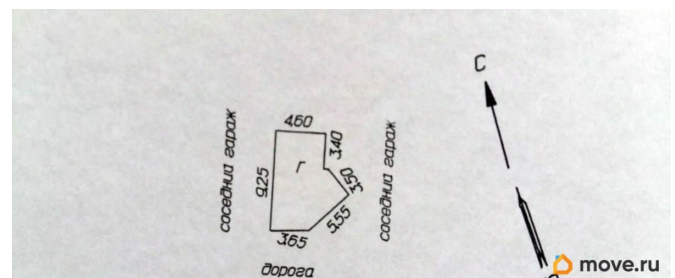 С
4.60
соседний гараж
3.40
соседний гараж
Г
9.25
3.50
5.55
3.65
дорога
move.ru